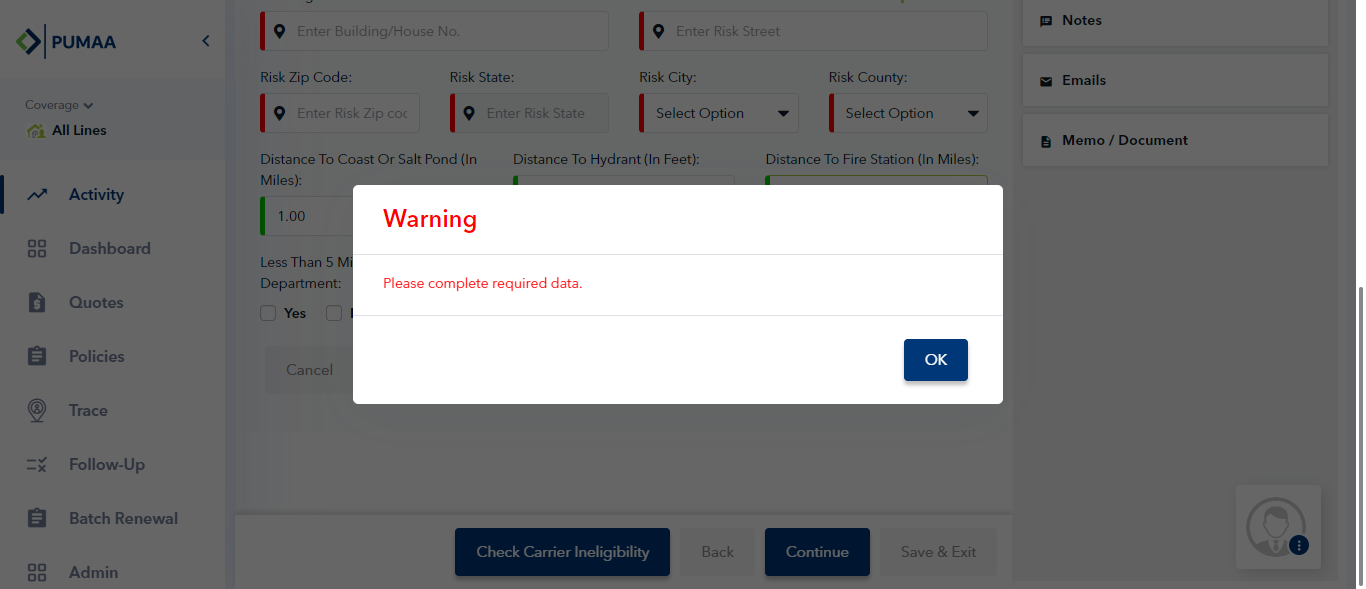 PUMAA
Coverage
All Lines
Activity
Dashboard
Quotes
Policies
Trace
Follow-Up
Batch Renewal
Admin
Enter Building/House No.
Enter Risk Street
Risk Zip Code:
Risk State:
Risk City:
Risk County:
Enter Risk Zip coc
Enter Risk State
Select Option
Select Option
Distance To Coast Or Salt Pond (In
Miles):
Distance To Hydrant (In Feet):
Distance To Fire Station (In Miles):
1.00
Less Than 5 Mi
Department:
Yes
Cancel
Warning
Please complete required data.
OK
Check Carrier Ineligibility
Back
Continue
Save & Exit
Notes
Emails
Memo / Document